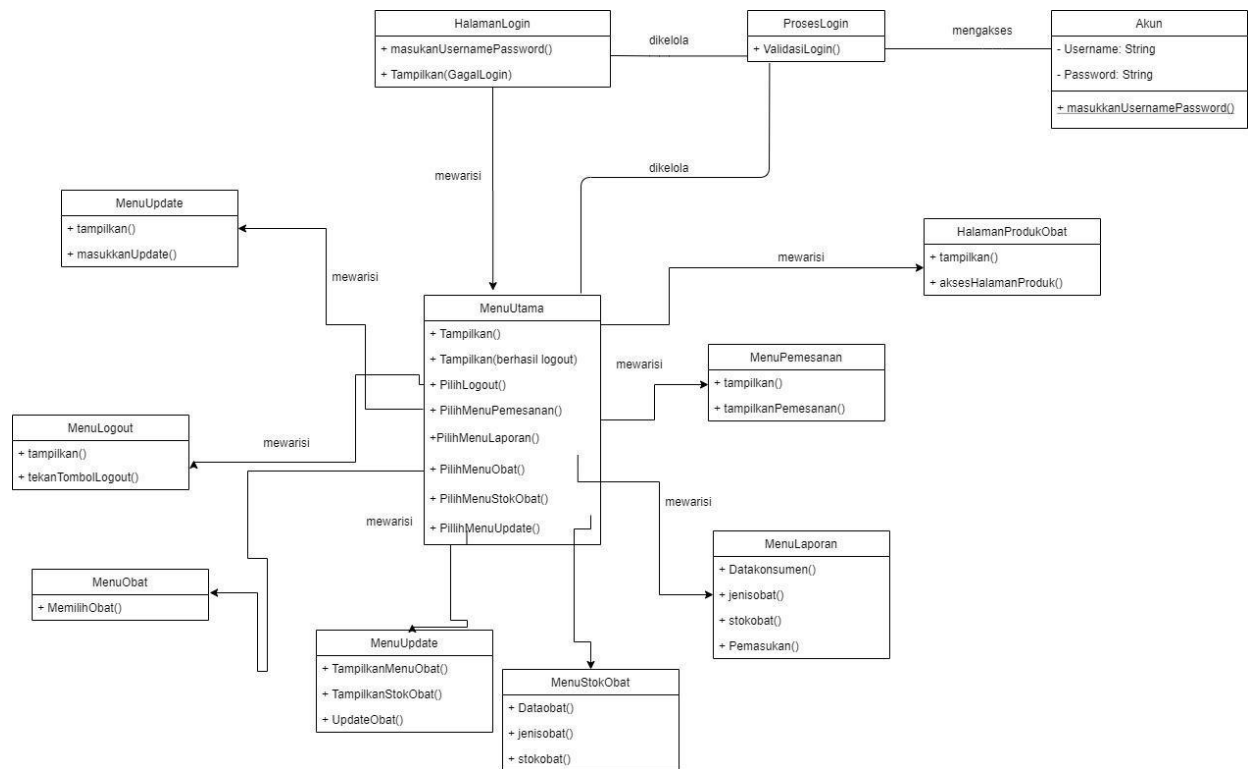 HalamanLogin
+ masukanUsernamePassword()
+ Tampilkan(GagalLogin)
dikelola
ProsesLogin
+ ValidasiLogin()
mengakses
Akun
- Username: String
- Password: String
+ masukkanUsernamePassword()
mewarisi
dikelola
MenuUpdate
+ tampilkan()
+ masukkanUpdate()
mewarisi
mewarisi
HalamanProdukObat
+ tampilkan()
+ aksesHalamanProduk()
MenuUtama
+ Tampilkan()
+ Tampilkan(berhasil logout)
+ PilihLogout()
+ PilihMenuPemesanan()
+PilihMenuLaporan()
+ PilihMenuObat()
+ PilihMenuStokObat()
+ PillihMenuUpdate()
mewarisi
MenuPemesanan
+ tampilkan()
+ tampilkanPemesanan()
MenuLogout
+ tampilkan()
+ tekanTombolLogout()
mewarisi
mewarisi
mewarisi
MenuLaporan
+ Datakonsumen()
+ jenisobat()
+ stokobat()
+ Pemasukan()
MenuObat
+ MemilihObat()
MenuUpdate
+ TampilkanMenuObat()
+ TampilkanStokObat()
+ UpdateObat()
MenuStokObat
+ Dataobat()
+ jenisobat()
+ stokobat()